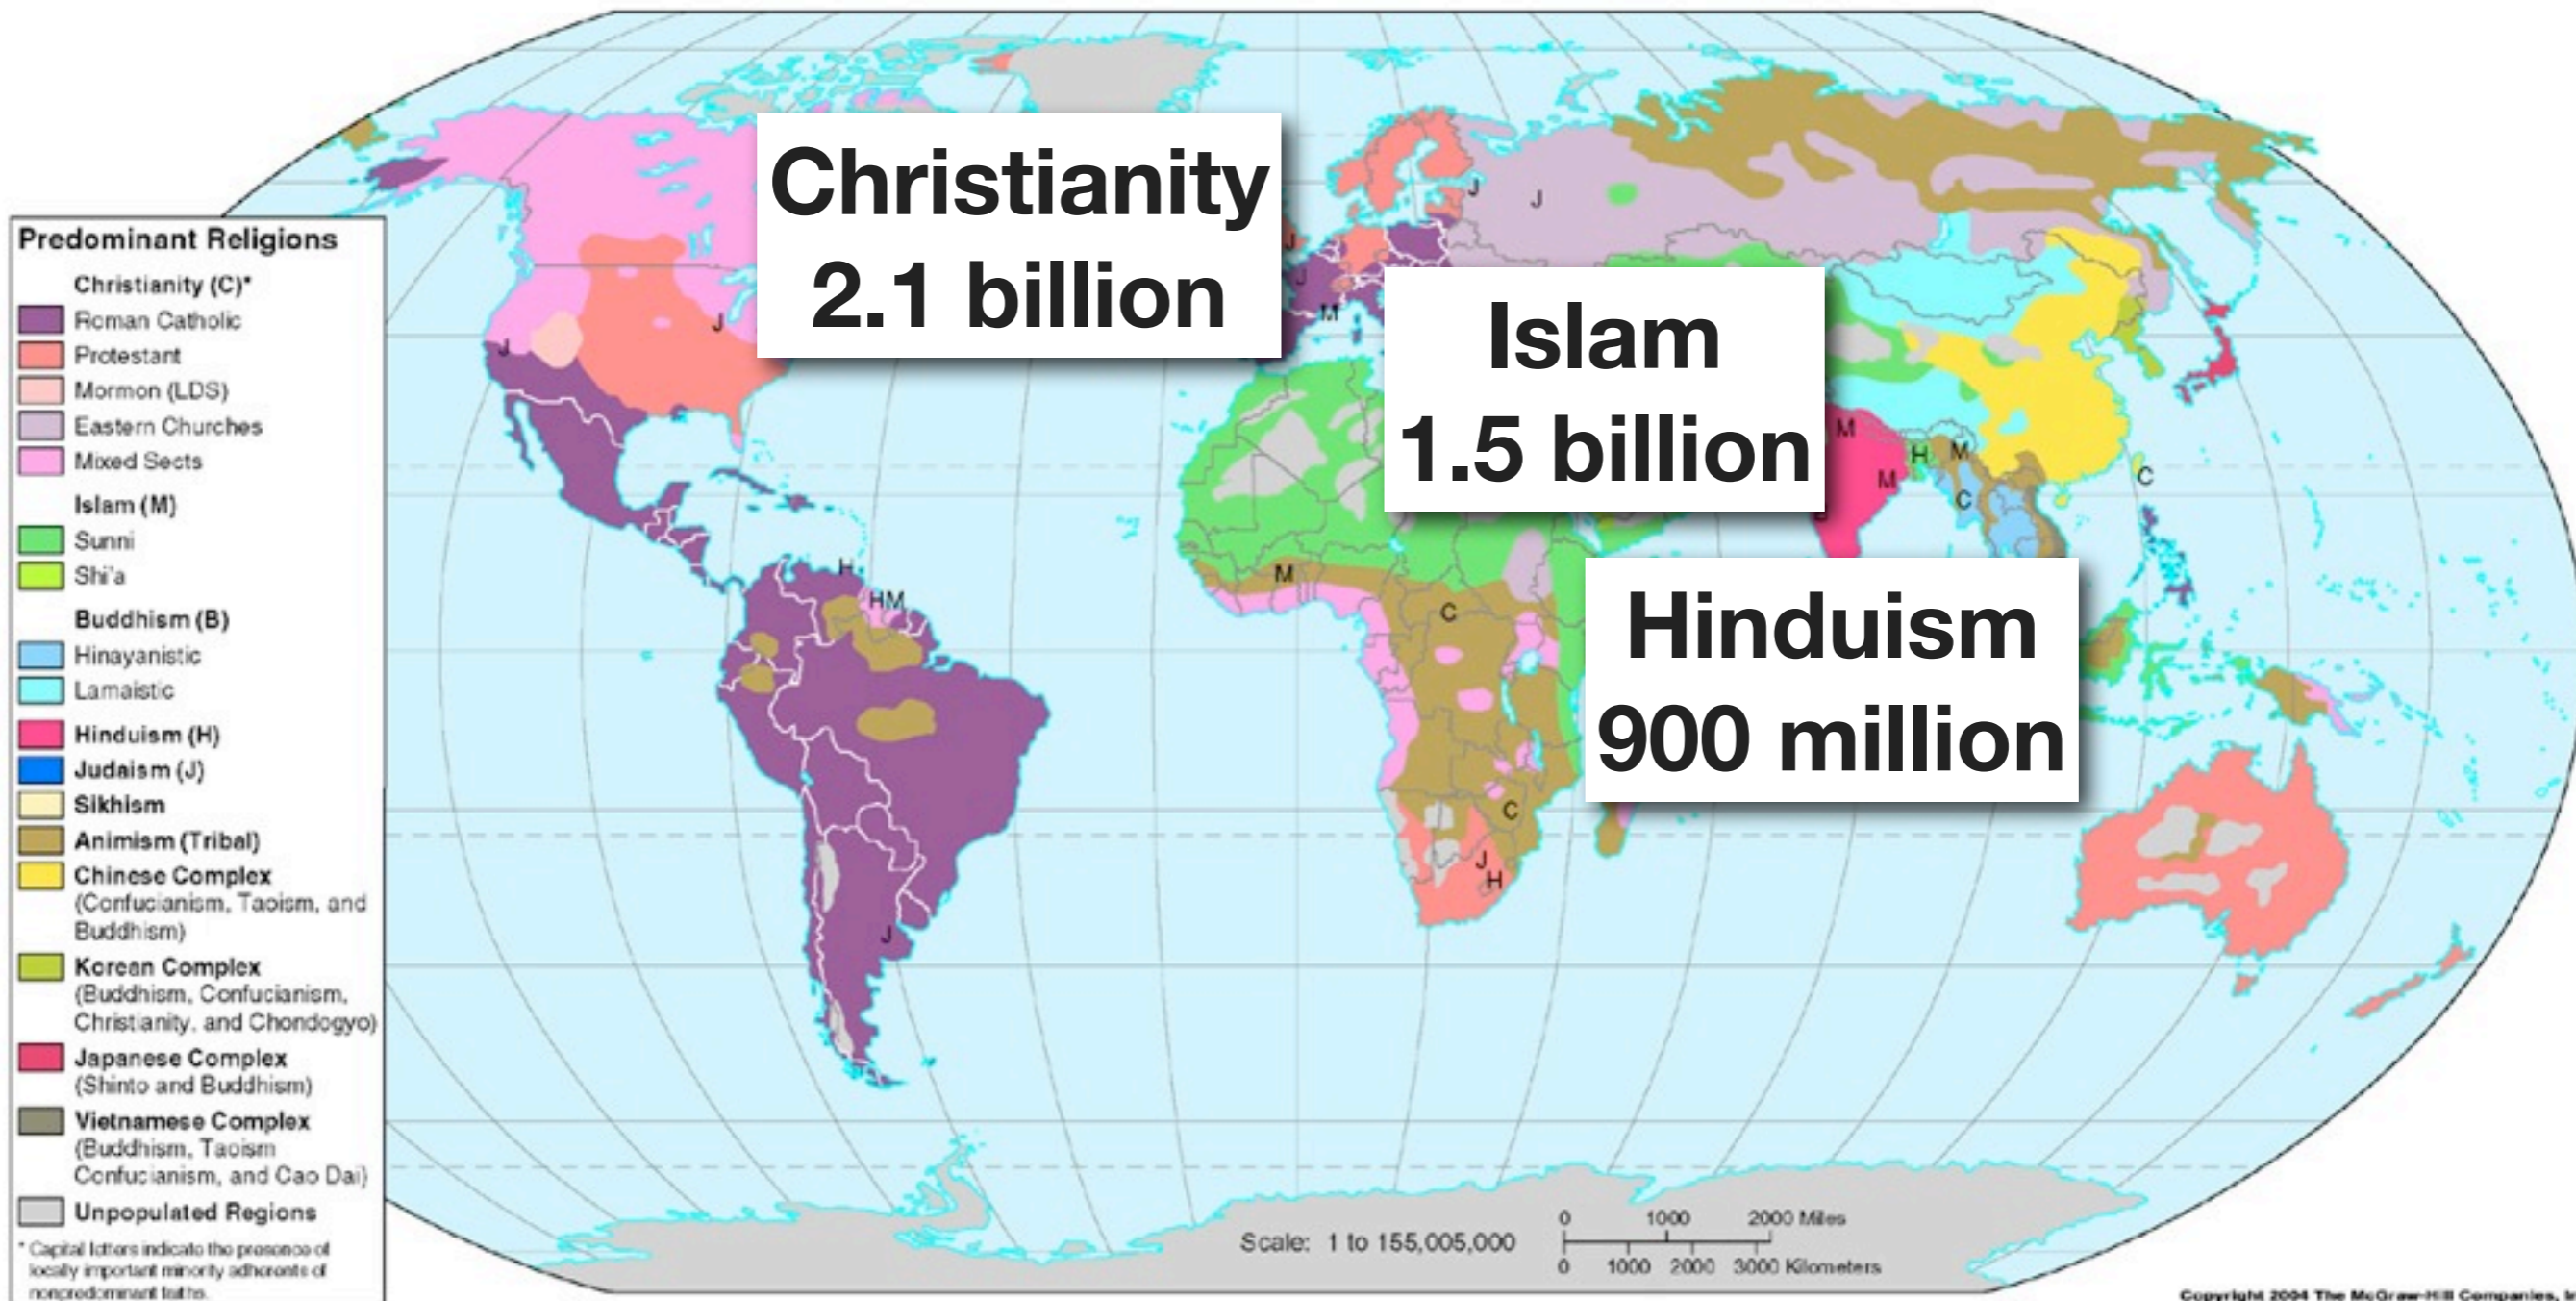 Christianity
2.1 billion
Islam
1.5 billion
Hinduism
900 million
Predominant Religions
Christianity (C)*
Roman Catholic
Protestant
Mormon (LDS)
Eastern Churches
Mixed Sects
Islam (M)
Sunni
Shi'a
Buddhism (B)
Hinayanistic
Lamaistic
Hinduism (H)
Judaism (J)
Sikhism
Animism (Tribal)
Chinese Complex
(Confucianism, Taoism, and
Buddhism)
Korean Complex
(Buddhism, Confucianism,
Christianity, and Chondogyo)
Japanese Complex
(Shinto and Buddhism)
Vietnamese Complex
(Buddhism, Taoism
Confucianism, and Cao Dai)
Unpopulated Regions
* Capital letters indicate the presence of
locally important minority adherents of
nonpredominant faiths.
J
J
J
J
J
J
M
M
H
M
M
C
C
H
HM
M
C
C
J
H
J
Scale: 1 to 155,005,000
0 1000 2000 Miles
0 1000 2000 3000 Kilometers
Copyright 2004 The McGraw-Hill Companies,